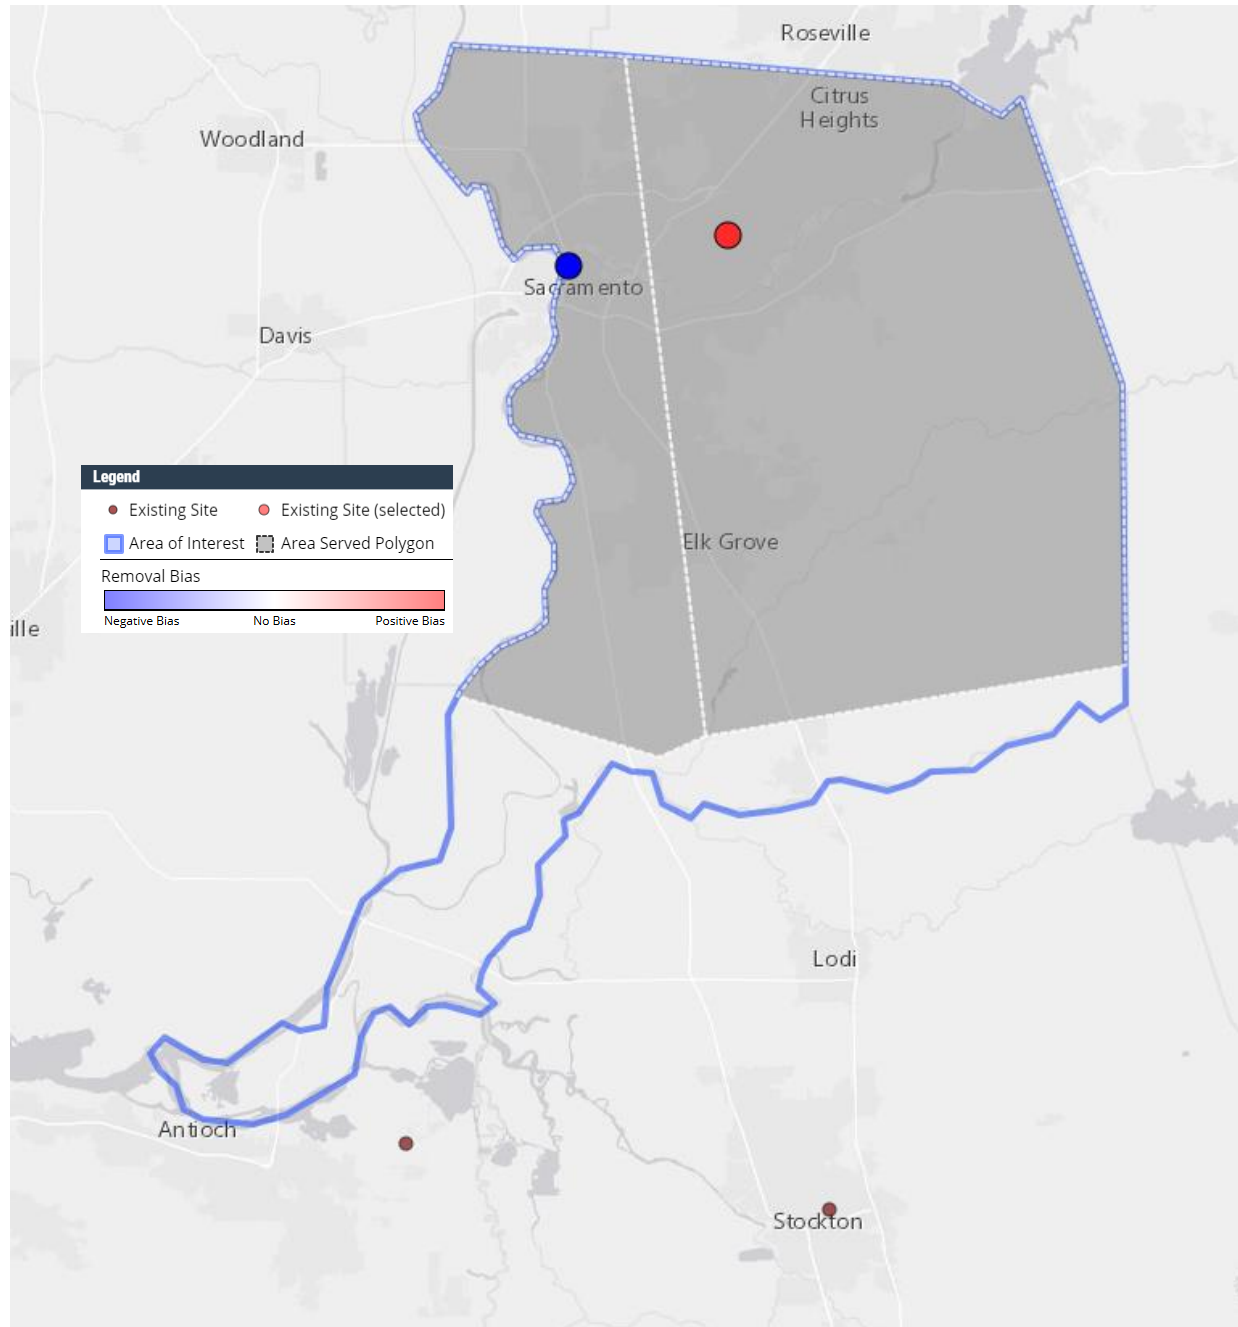 Roseville
Citrus
Heights
Woodland
Sacramento
Davis
Legend
Existing Site
Existing Site (selected)
Area of Interest
Area Served Polygon
Removal Bias
Negative Bias
No Bias
Positive Bias
Elk Grove
ille
Lodi
Antioch
Stockton